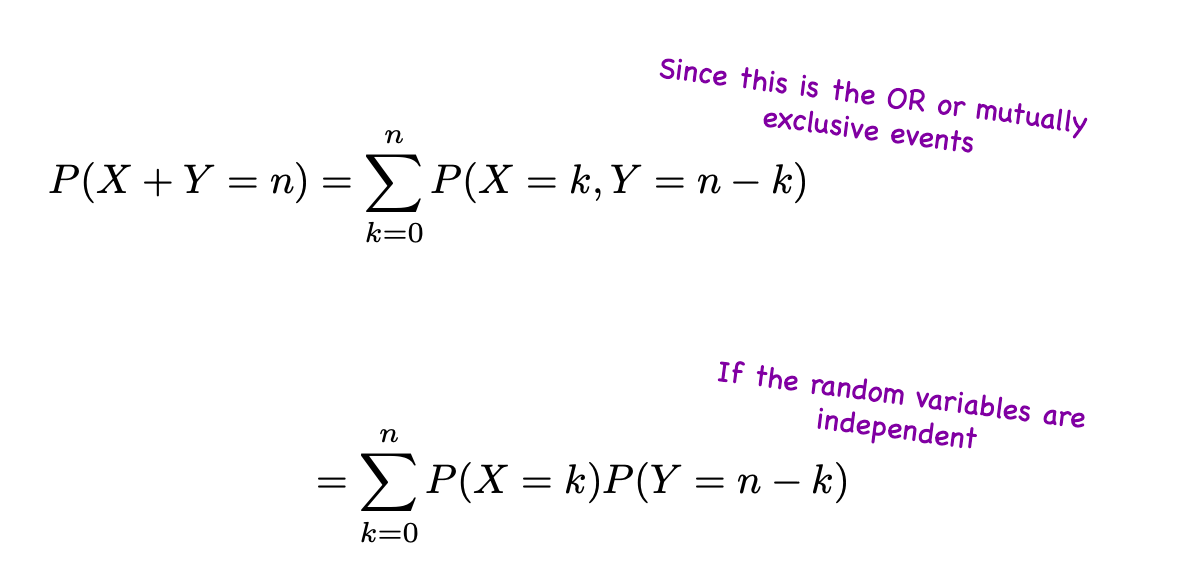 Since this is the OR or mutually
exclusive events
P(X + Y = n) = \sum_{k=0}^{n} P(X = k, Y = n − k)
If the random variables are
independent
= \sum_{k=0}^{n} P(X = k)P(Y = n − k)